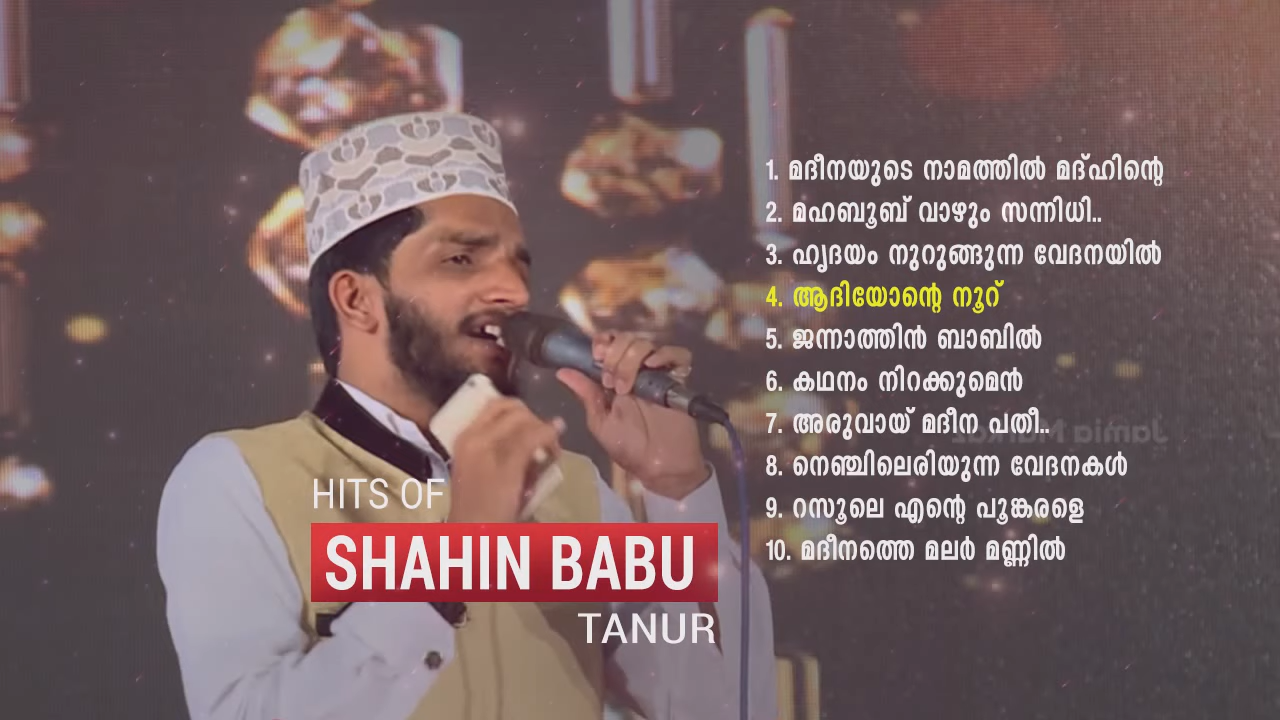 HITS OF
SHAHIN BABU
TANUR
1. മദീനയുടെ നാമത്തിൽ മദ്ഹിന്റെ
2. മഹബൂബ് വാഴും സന്നിധി..
3. ഹൃദയം നുറുങ്ങുന്ന വേദനയിൽ
4. ആദിയോന്റെ നൂറ്
5. ജന്നാത്തിൻ ബാബിൽ
6. കഥനം നിറക്കുമെൻ
7. അരുവായ് മദീന പതീ..
8. നെഞ്ചിലെരിയുന്ന വേദനകൾ
9. റസൂലെ എന്റെ പൂങ്കരളെ
10. മദീനത്തെ മലർ മണ്ണിൽ